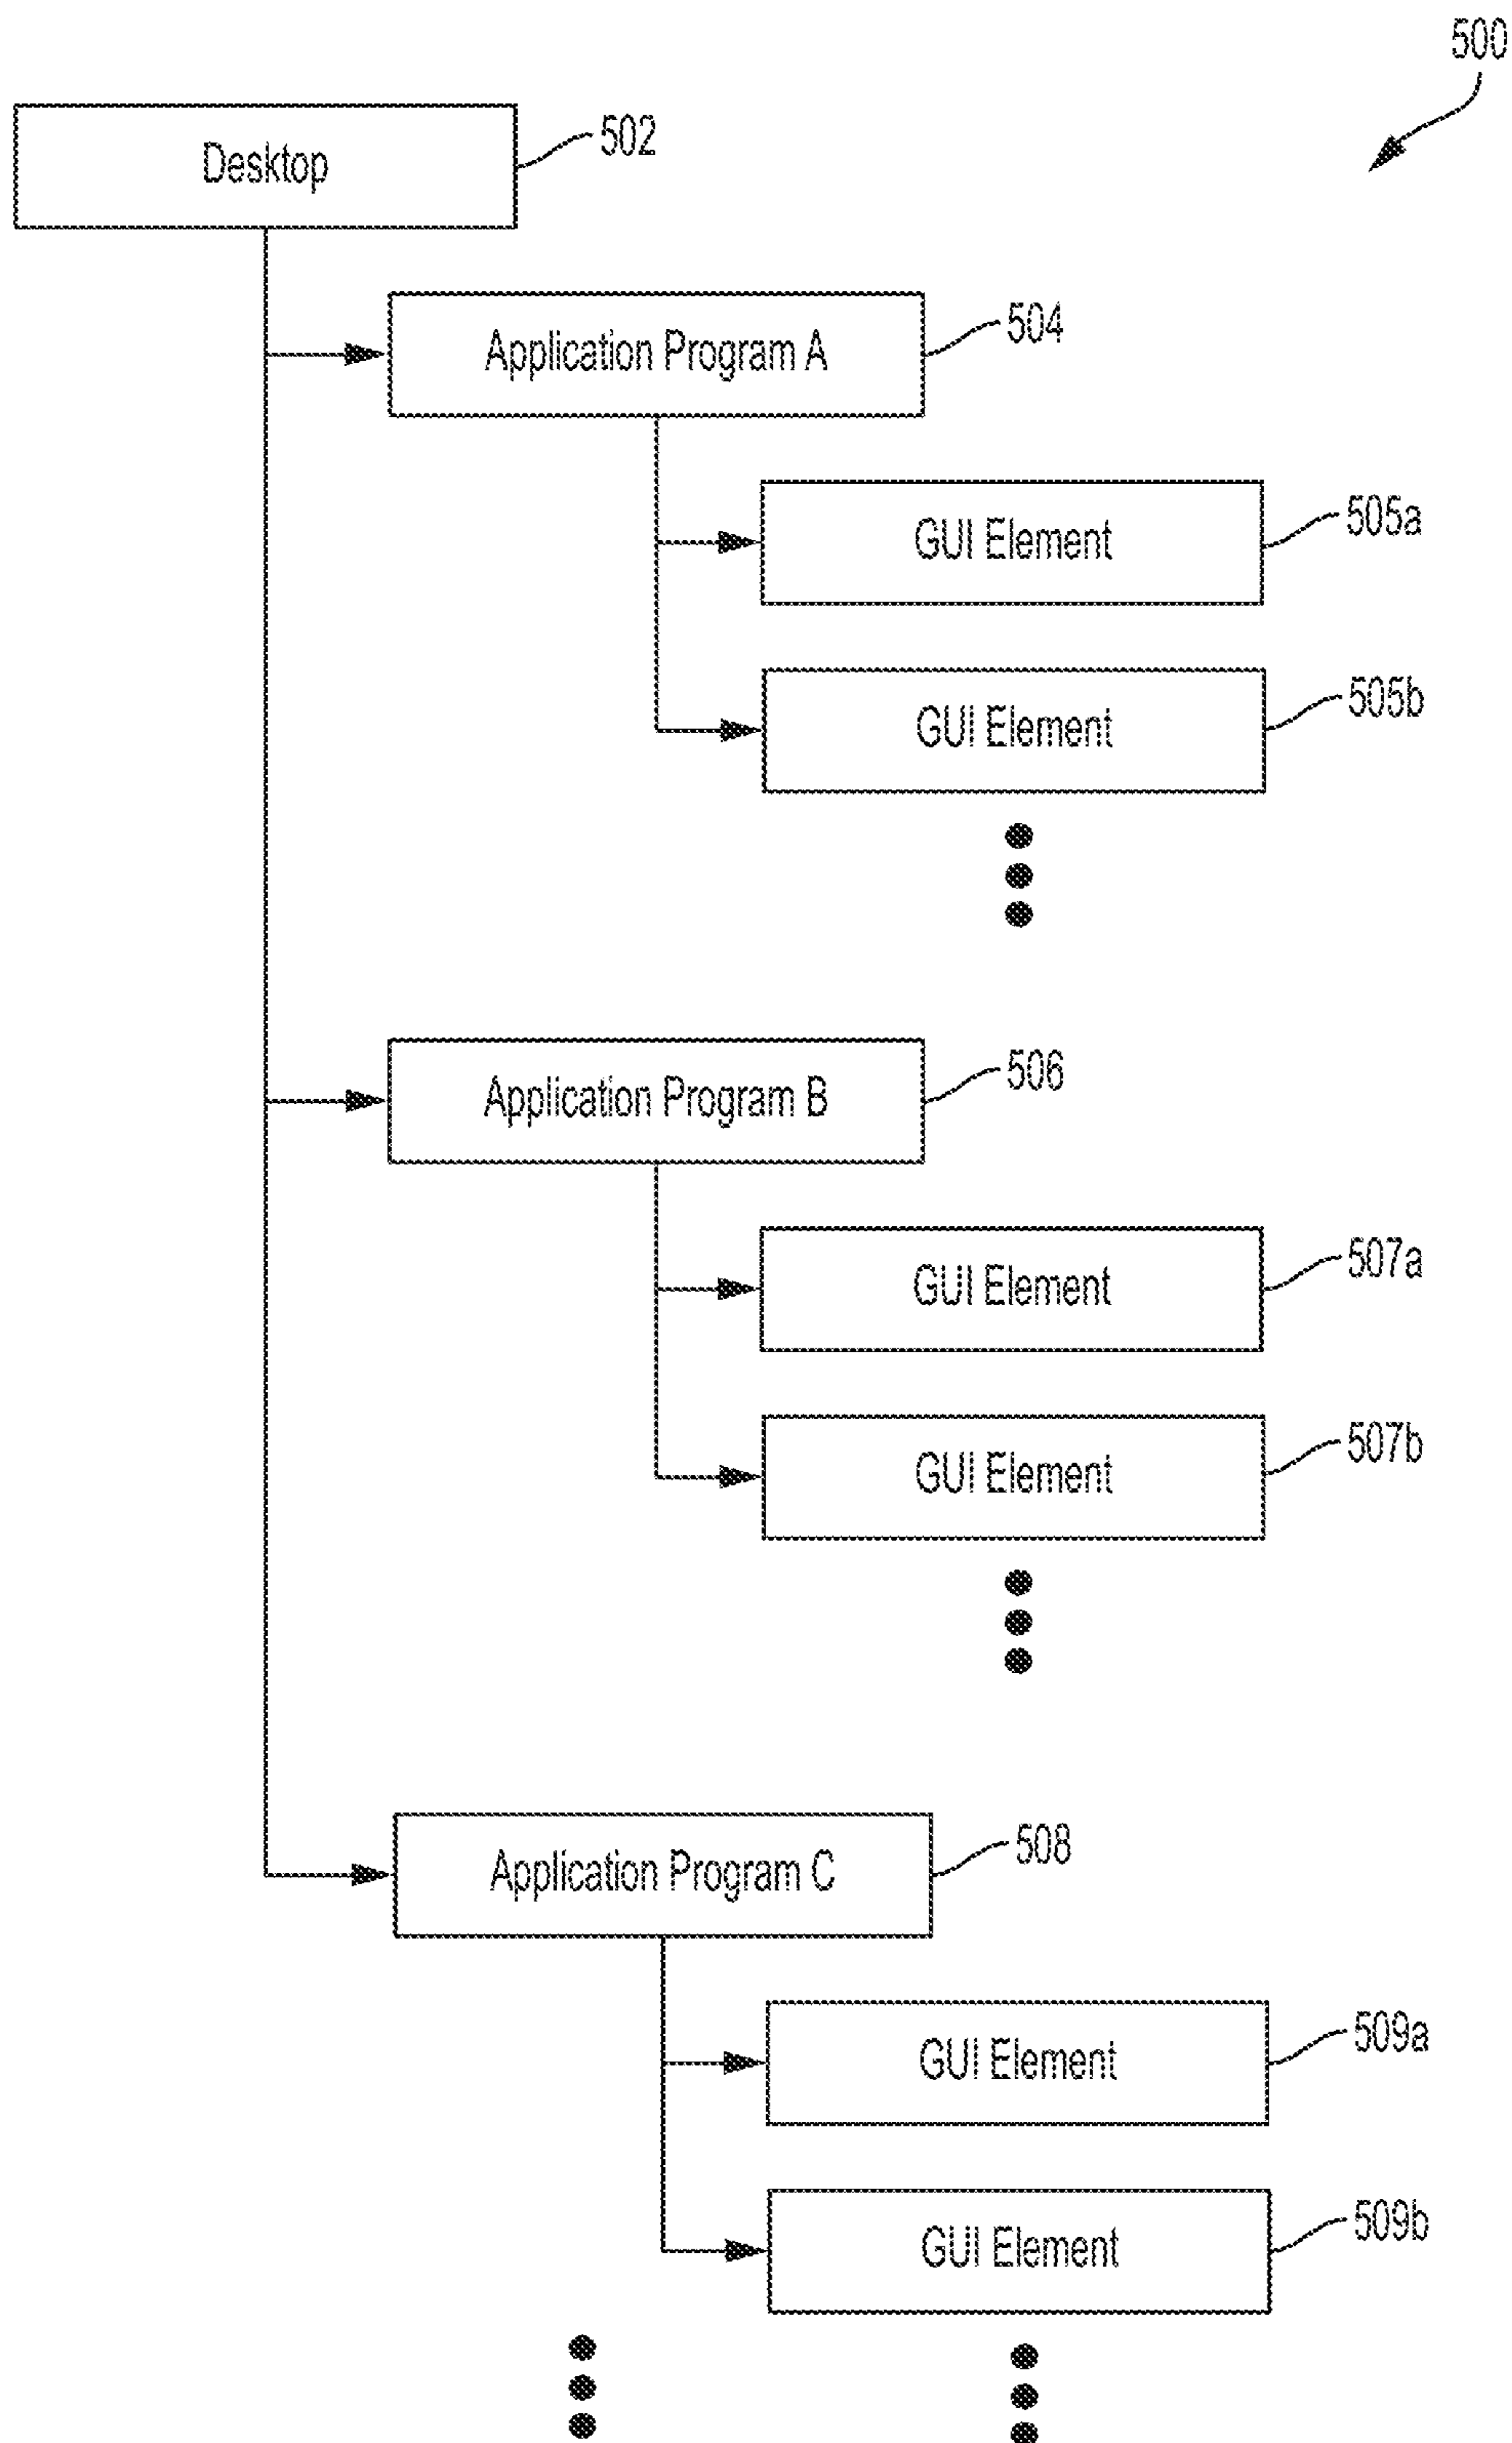 500
Desktop
502
Application Program A
504
GUI Element
505a
GUI Element
505b
Application Program B
506
GUI Element
507a
GUI Element
507b
Application Program C
508
GUI Element
509a
GUI Element
509b